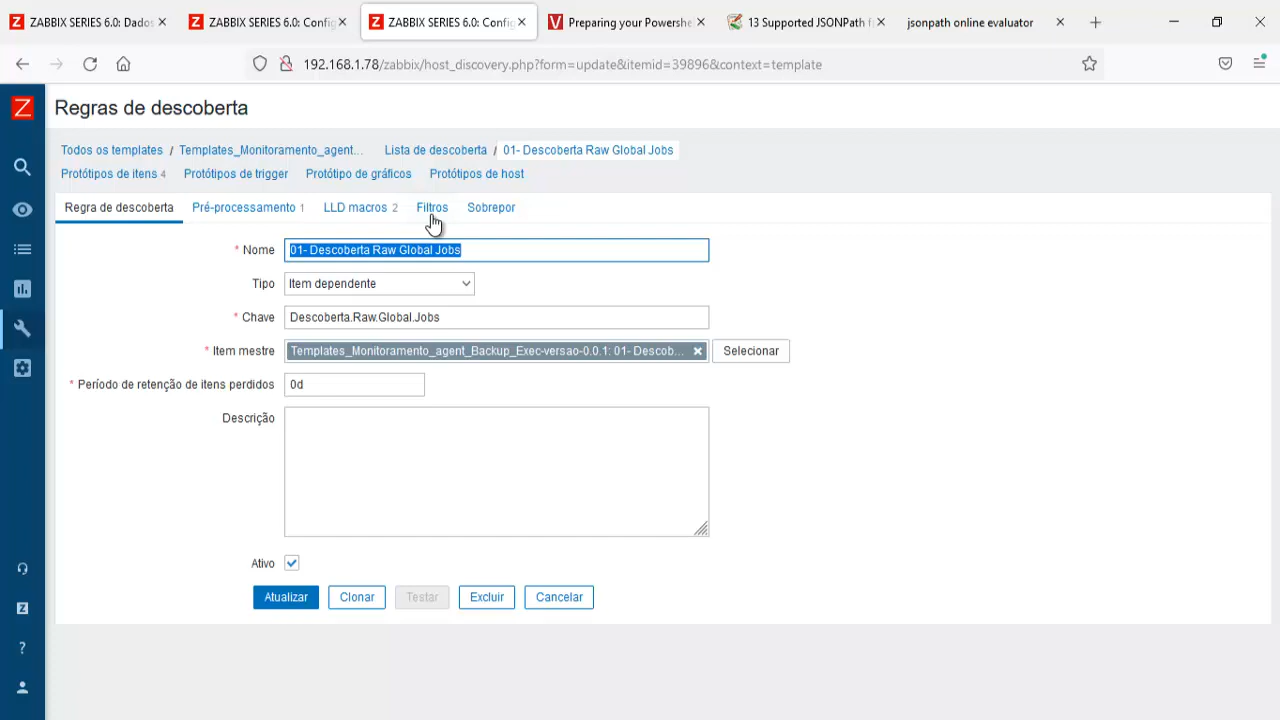 ZABBIX SERIES 6.0: Dados ZABBIX SERIES 6.0: Config ZABBIX SERIES 6.0: Config Preparing your Powershe 13 Supported JSONPath f jsonpath online evaluator
192.168.1.78/zabbix/host_discovery.php?form=update&itemid=39896&context=template
Z Regras de descoberta
Todos os templates / Templates_Monitoramento_agent... Lista de descoberta / 01- Descoberta Raw Global Jobs
Protótipos de itens 4 Protótipos de trigger Protótipo de gráficos Protótipos de host
Regra de descoberta Pré-processamento 1 LLD macros 2 Filtros Sobrepor
* Nome 01- Descoberta Raw Global Jobs
Tipo Item dependente
* Chave Descoberta.Raw.Global.Jobs
* Item mestre Templates_Monitoramento_agent_Backup_Exec-versao-0.0.1: 01- Descob... Selecionar
* Período de retenção de itens perdidos 0d
Descrição
Ativo
Atualizar Clonar Testar Excluir Cancelar
Z
?